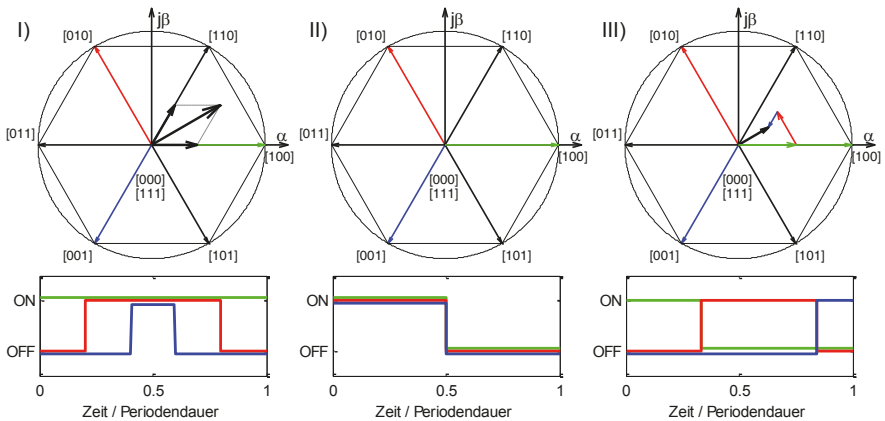 I)
jβ
[010]
[110]
[011]
α
[100]
[000]
[111]
[001]
[101]
ON
OFF
0
0.5
1
Zeit / Periodendauer
II)
jβ
[010]
[110]
α
[100]
[000]
[111]
[001]
[101]
ON
OFF
0
0.5
1
Zeit / Periodendauer
III)
jβ
[010]
[110]
[011]
α
[100]
[000]
[111]
[001]
[101]
ON
OFF
0
0.5
1
Zeit / Periodendauer